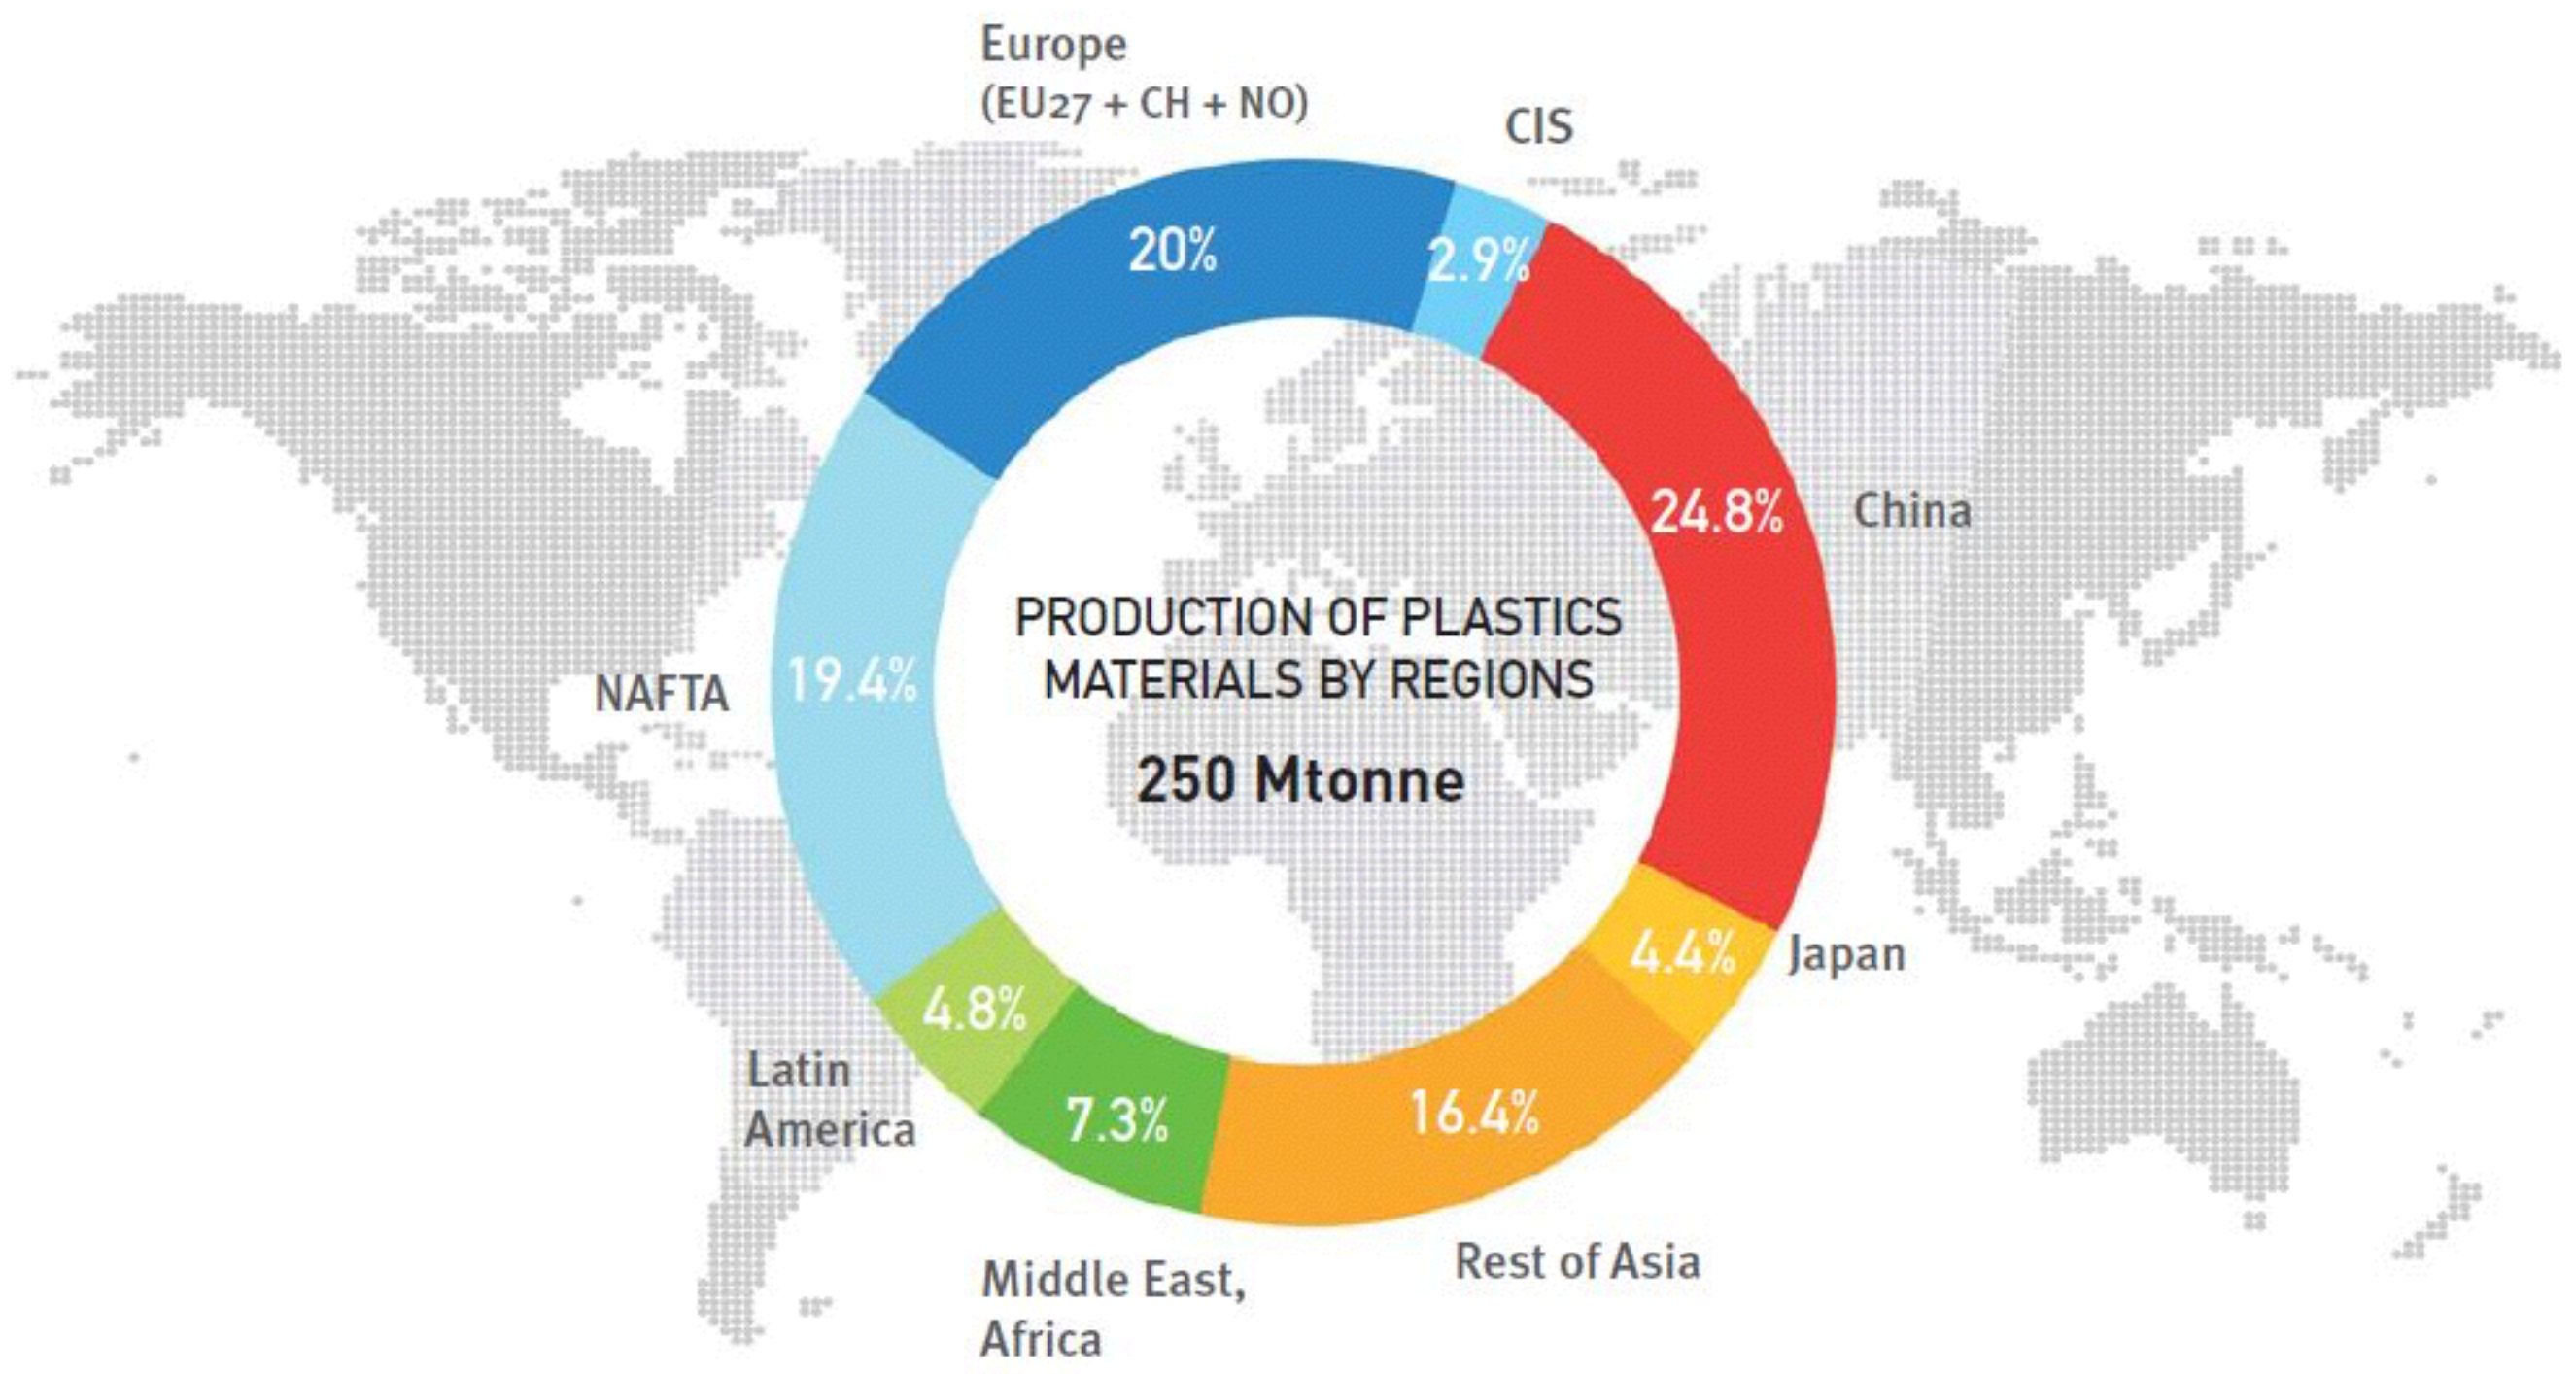 Europe
(EU27 + CH + NO)
CIS
20%
2.9%
24.8%
China
PRODUCTION OF PLASTICS
MATERIALS BY REGIONS
250 Mtonne
NAFTA
19.4%
4.4%
Japan
4.8%
Latin
America
7.3%
16.4%
Rest of Asia
Middle East,
Africa